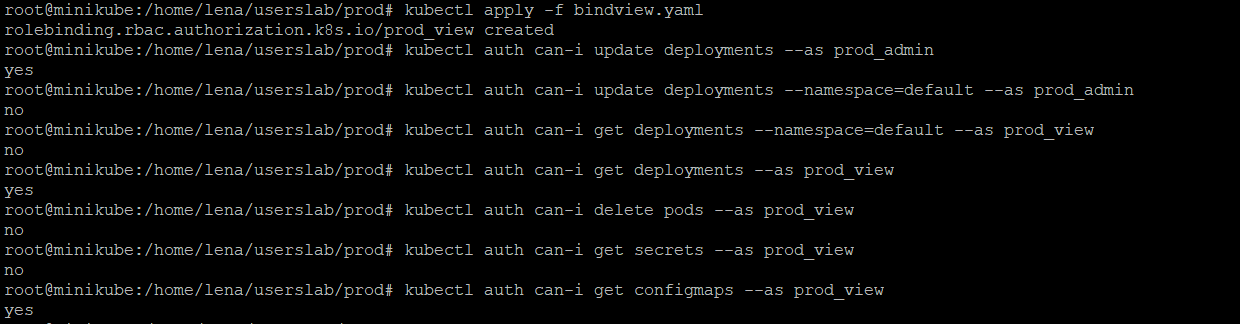 root@minikube:/home/lena/userslab/prod# kubectl apply -f bindview.yaml
rolebinding.rbac.authorization.k8s.io/prod_view created
root@minikube:/home/lena/userslab/prod# kubectl auth can-i update deployments --as prod_admin
yes
root@minikube:/home/lena/userslab/prod# kubectl auth can-i update deployments --namespace=default --as prod_admin
no
root@minikube:/home/lena/userslab/prod# kubectl auth can-i get deployments --namespace=default --as prod_view
no
root@minikube:/home/lena/userslab/prod# kubectl auth can-i get deployments --as prod_view
yes
root@minikube:/home/lena/userslab/prod# kubectl auth can-i delete pods --as prod_view
no
root@minikube:/home/lena/userslab/prod# kubectl auth can-i get secrets --as prod_view
no
root@minikube:/home/lena/userslab/prod# kubectl auth can-i get configmaps --as prod_view
yes